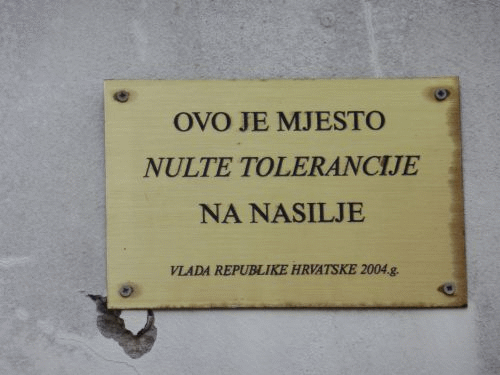 OVO JE MJESTO
NULTE TOLERANCIJE
NA NASILJE
VLADA REPUBLIKE HRVATSKE 2004.g.